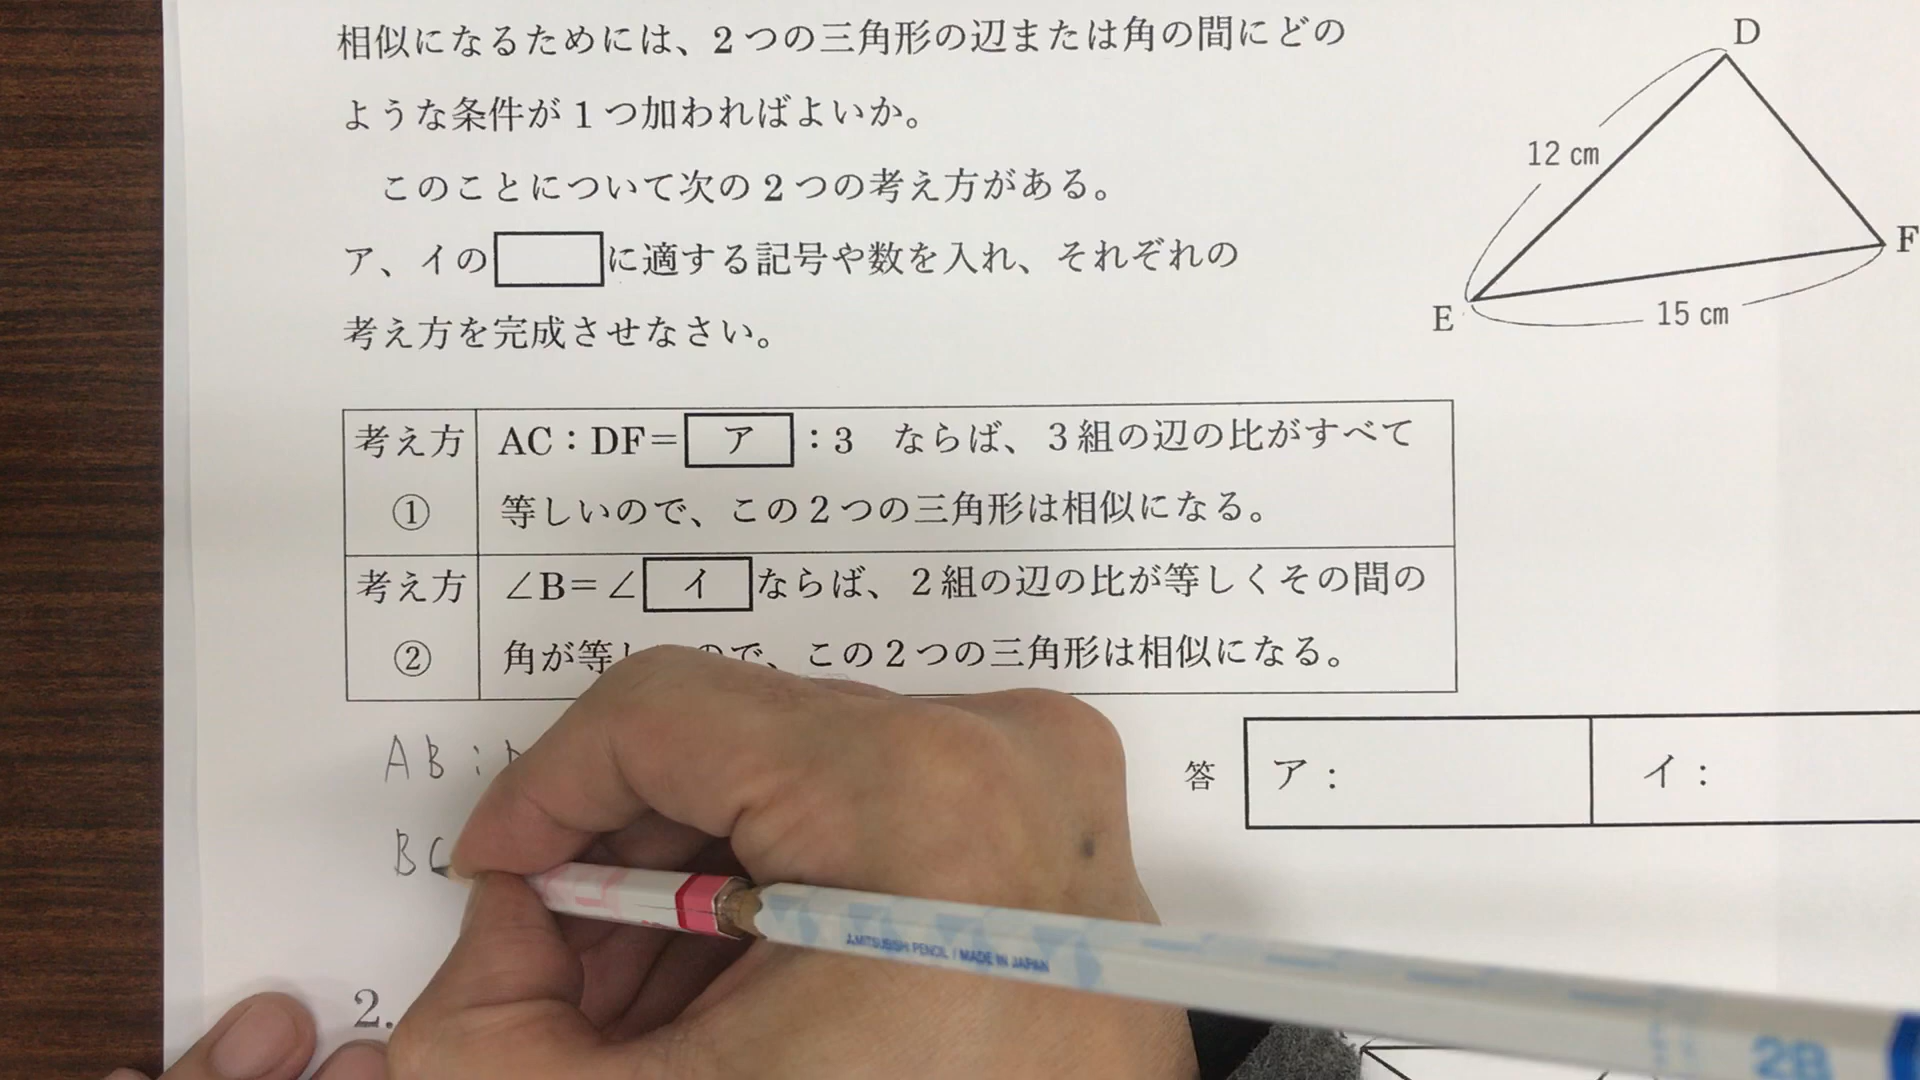 相似になるためには、2つの三角形の辺または角の間にどの
ような条件が1つ加わればよいか。
このことについて次の2つの考え方がある。
ア、イの に適する記号や数を入れ、それぞれの
考え方を完成させなさい。
D
12 cm
F
E
15 cm
考え方
①
AC:DF= ア :3 ならば、3組の辺の比がすべて
等しいので、この2つの三角形は相似になる。
考え方
②
∠B=∠ イ ならば、2組の辺の比が等しくその間の
角が等し ので、この2つの三角形は相似になる。
AB:
BC
答
ア:
イ:
2.
MITSUBISHI PENCIL / MADE IN JAPAN
2B